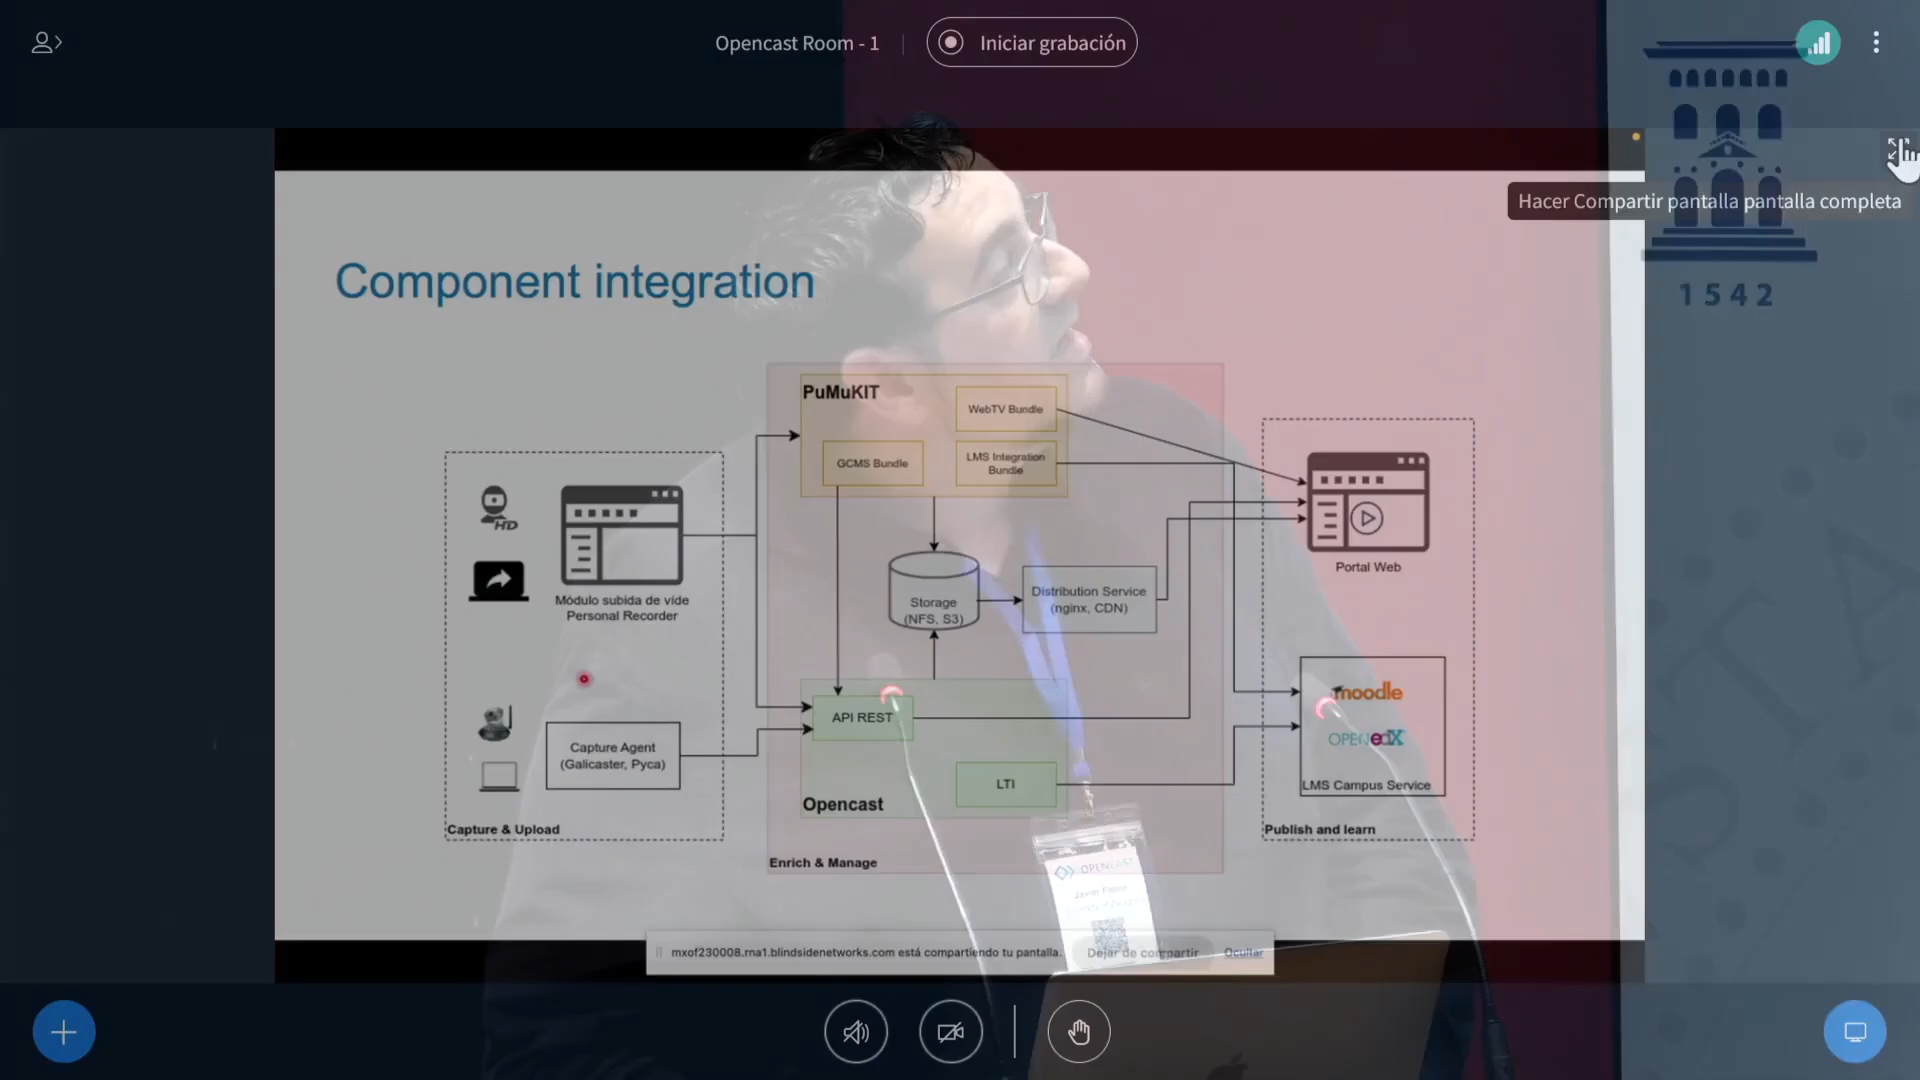 Opencast Room - 1
Iniciar grabación
Hacer Compartir pantalla pantalla completa
1542
Component integration
PuMuKIT
WebTV Bundle
GCMS Bundle
LMS Integration
Bundle
HD
Módulo subida de víde
Personal Recorder
Storage
(NFS, S3)
Distribution Service
(nginx, CDN)
Portal Web
API REST
Capture Agent
(Galicaster, Pyca)
LTI
Opencast
moodle
OPENedX
LMS Campus Service
Capture & Upload
Enrich & Manage
Publish and learn
OPENCAST
mxof230008.rna1.blindsidenetworks.com está compartiendo tu pantalla.
Dejar de compartir
Ocultar